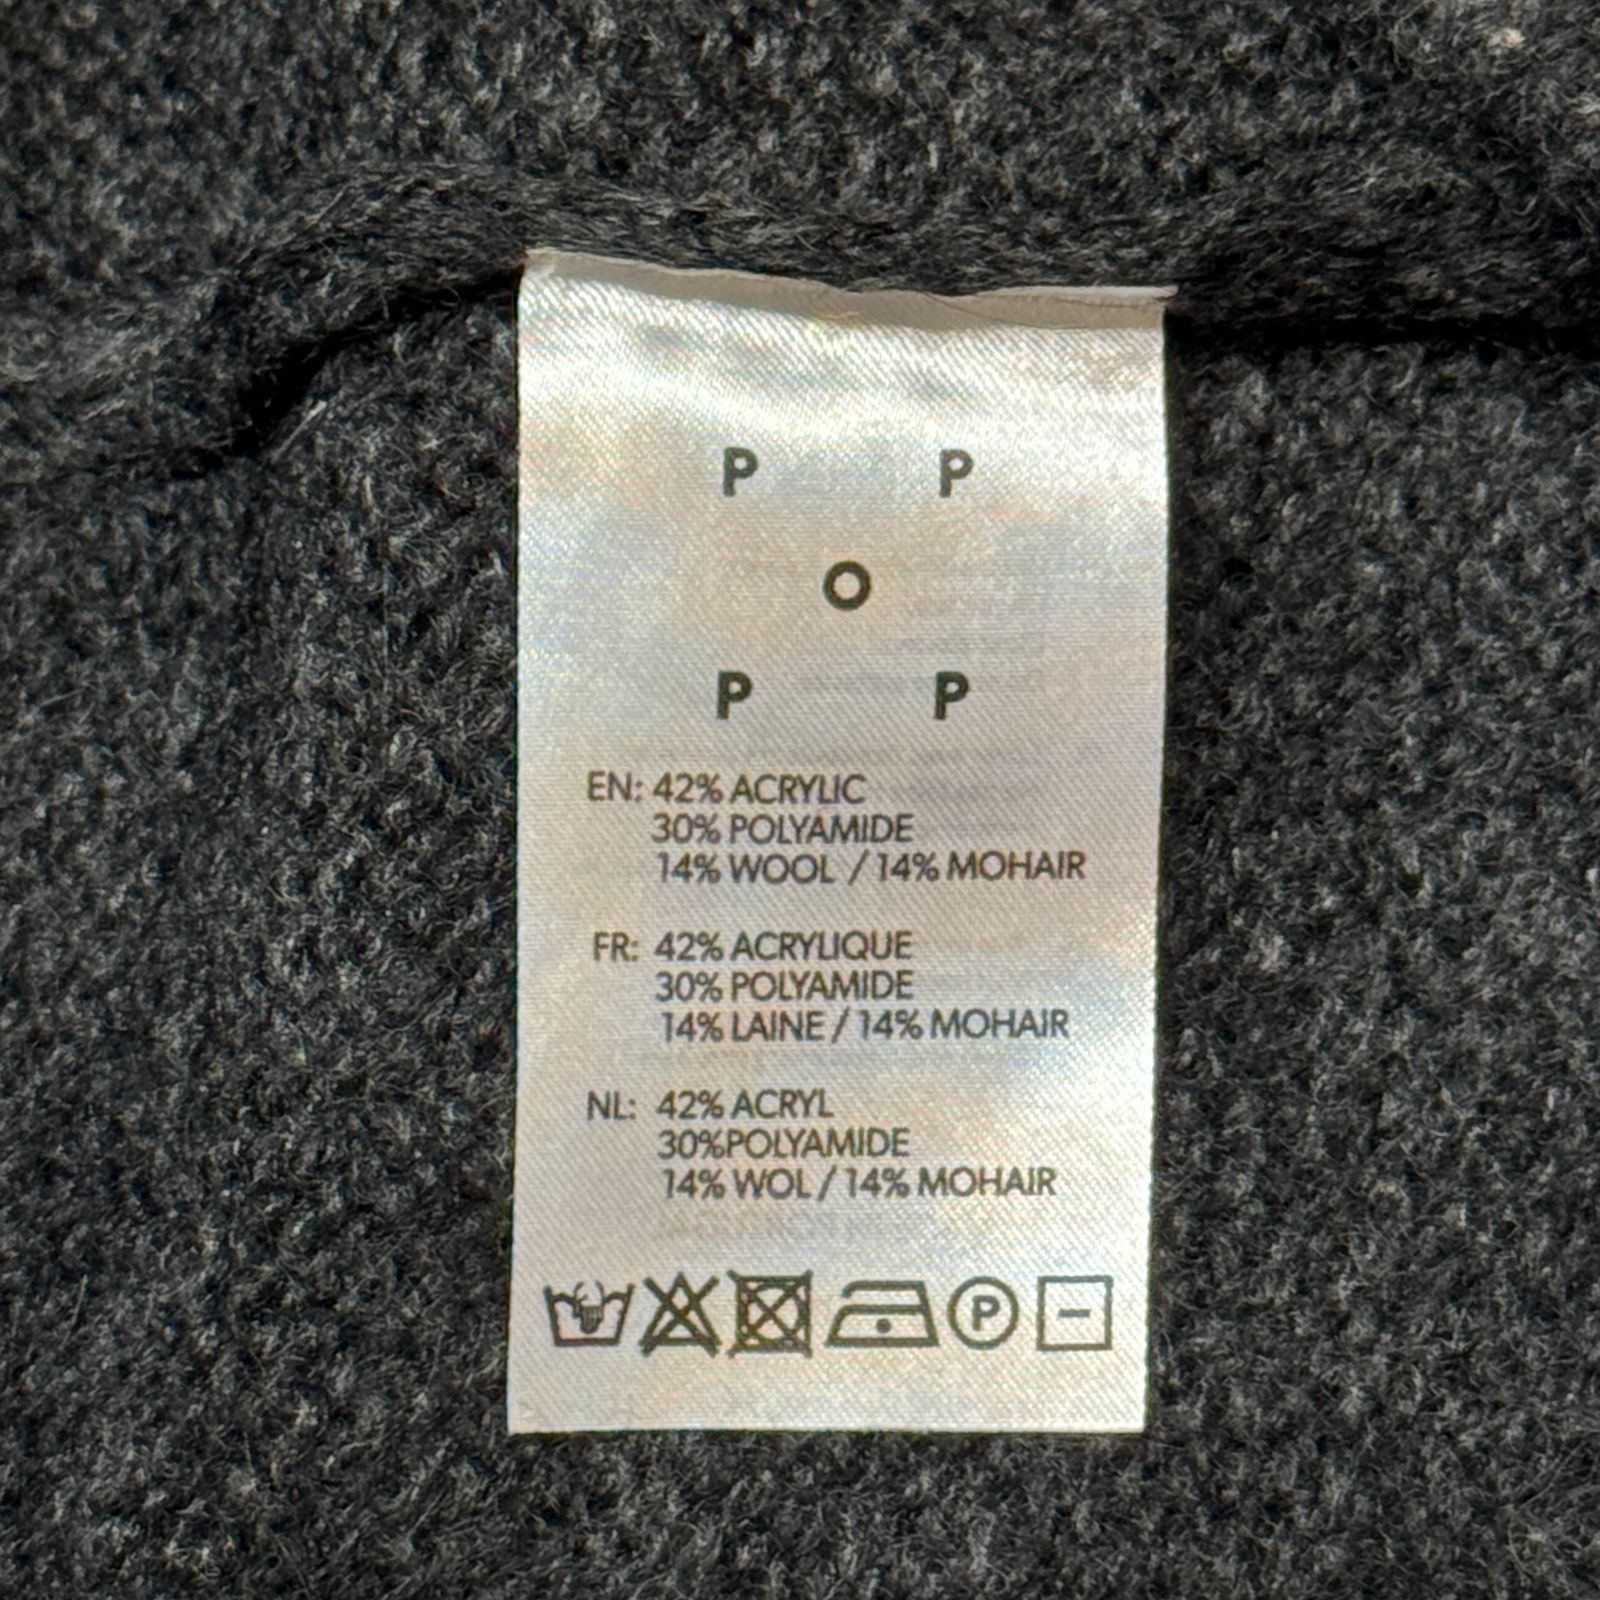 P P
O
P P
EN: 42% ACRYLIC
30% POLYAMIDE
14% WOOL / 14% MOHAIR
FR: 42% ACRYLIQUE
30% POLYAMIDE
14% LAINE / 14% MOHAIR
NL: 42% ACRYL
30%POLYAMIDE
14% WOL / 14% MOHAIR
P